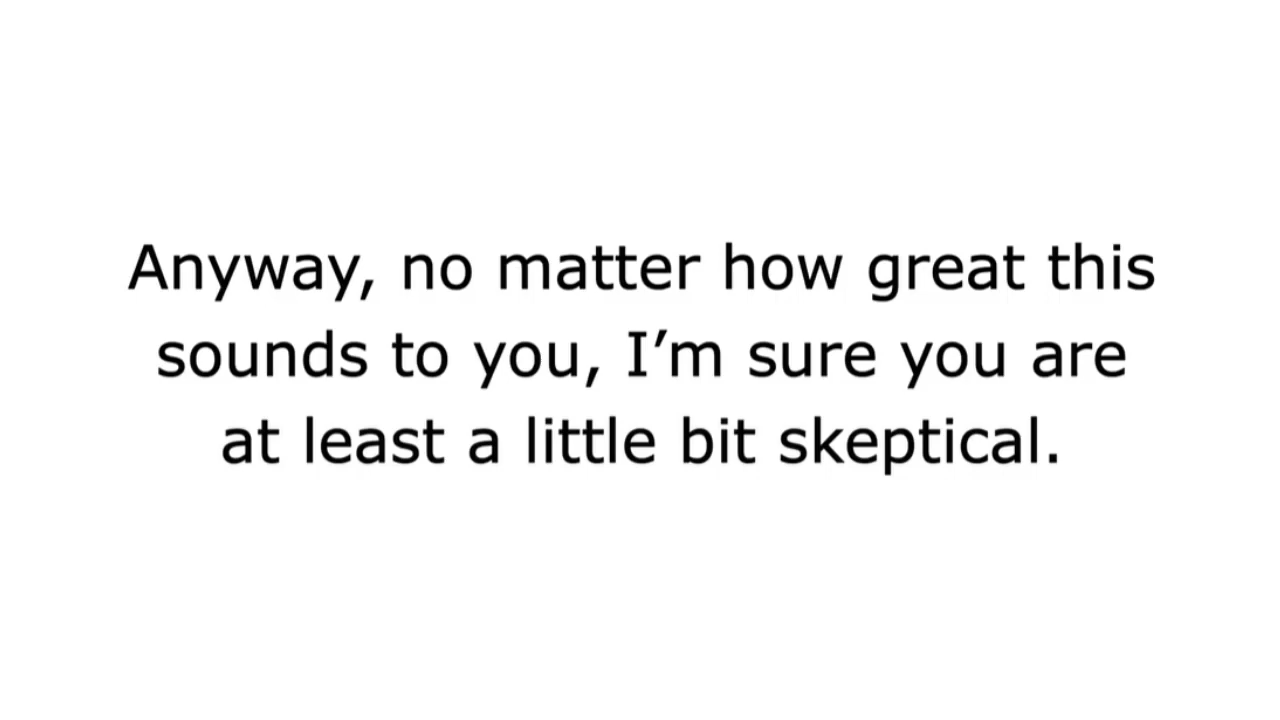 Anyway, no matter how great this
sounds to you, I’m sure you are
at least a little bit skeptical.